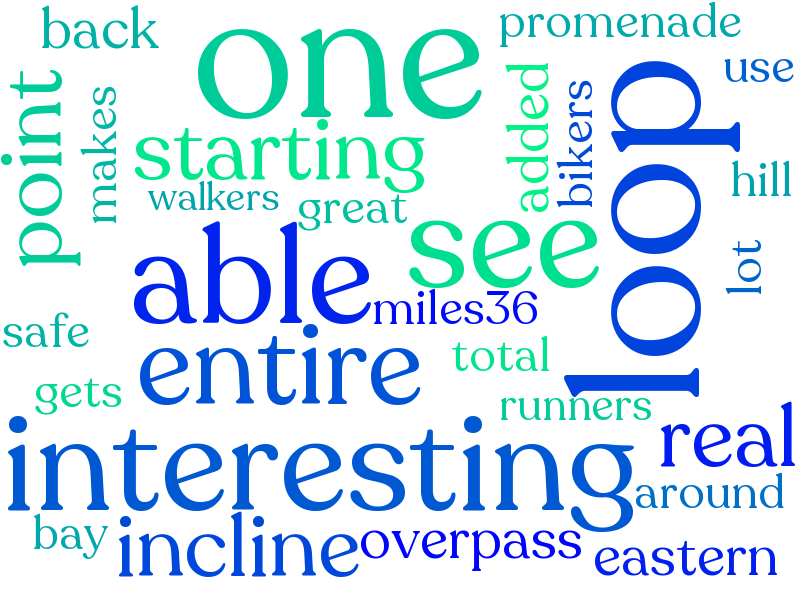 back
one
promenade
use
point
makes
starting
added
bikers
loop
hill
walkers
great
see
lot
able
miles36
safe
entire
total
gets
runners
interesting
real
around
bay
incline
overpass
eastern